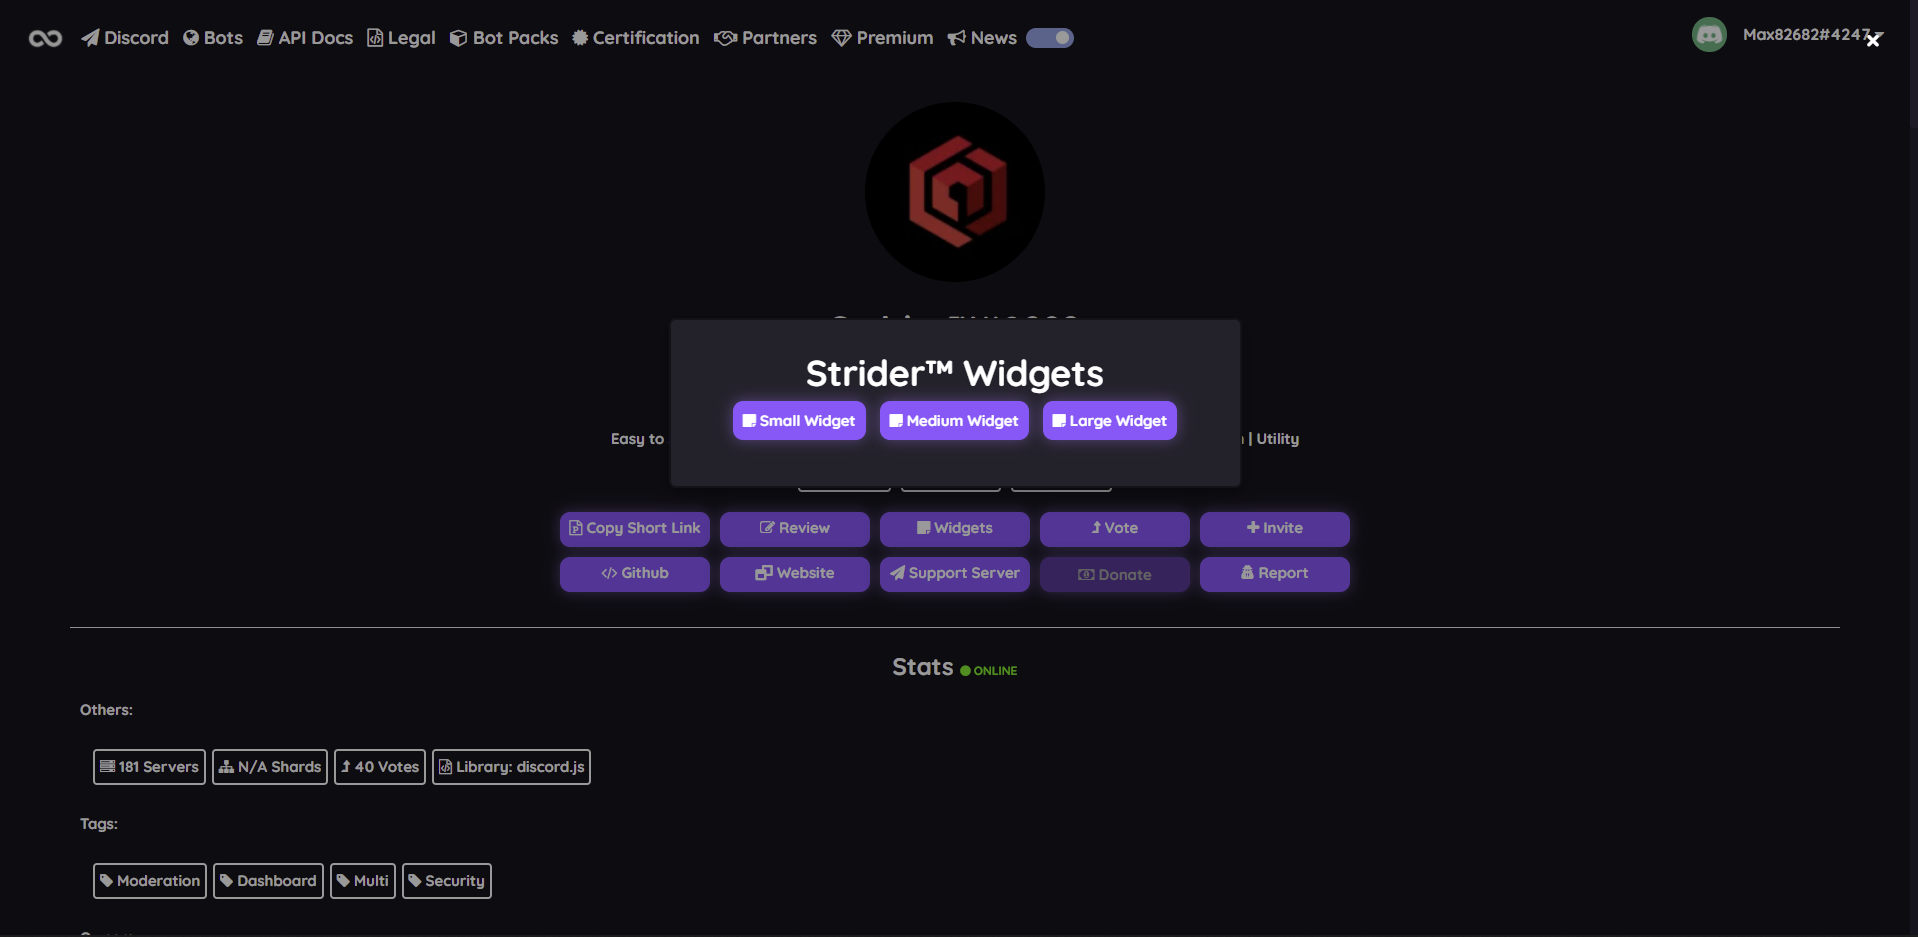 Discord Bots API Docs Legal Bot Packs Certification Partners Premium News Max82682#4247
Strider™ Widgets
Small Widget Medium Widget Large Widget
Easy to | Utility
Copy Short Link Review Widgets Vote Invite
Github Website Support Server Donate Report
Stats ONLINE
Others:
181 Servers N/A Shards 40 Votes Library: discord.js
Tags:
Moderation Dashboard Multi Security